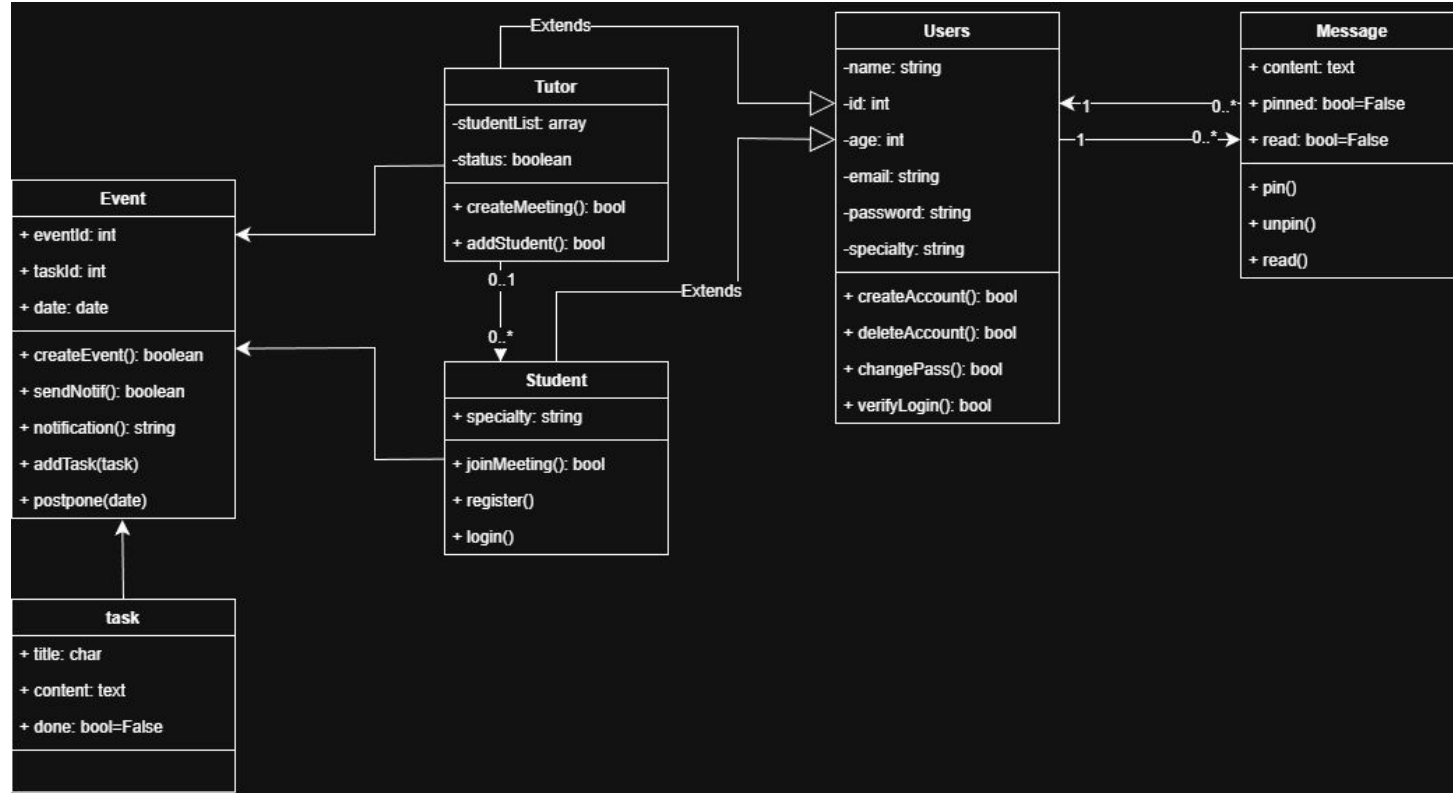 Extends
Tutor
-studentList: array
-status: boolean
+ createMeeting(): bool
+ addStudent(): bool
0..1
0..*
Extends
Users
-name: string
-id: int
-age: int
-email: string
-password: string
-specialty: string
+ createAccount(): bool
+ deleteAccount(): bool
+ changePass(): bool
+ verifyLogin(): bool
1
0..*
1
0..*
Message
+ content: text
+ pinned: bool=False
+ read: bool=False
+ pin()
+ unpin()
+ read()
Event
+ eventId: int
+ taskId: int
+ date: date
+ createEvent(): boolean
+ sendNotif(): boolean
+ notification(): string
+ addTask(task)
+ postpone(date)
Student
+ specialty: string
+ joinMeeting(): bool
+ register()
+ login()
task
+ title: char
+ content: text
+ done: bool=False